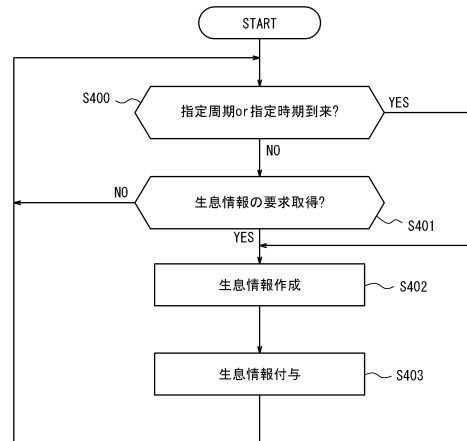 START
S400
指定周期or指定時期到来?
YES
NO
生息情報の要求取得?
NO
S401
YES
生息情報作成
S402
生息情報付与
S403